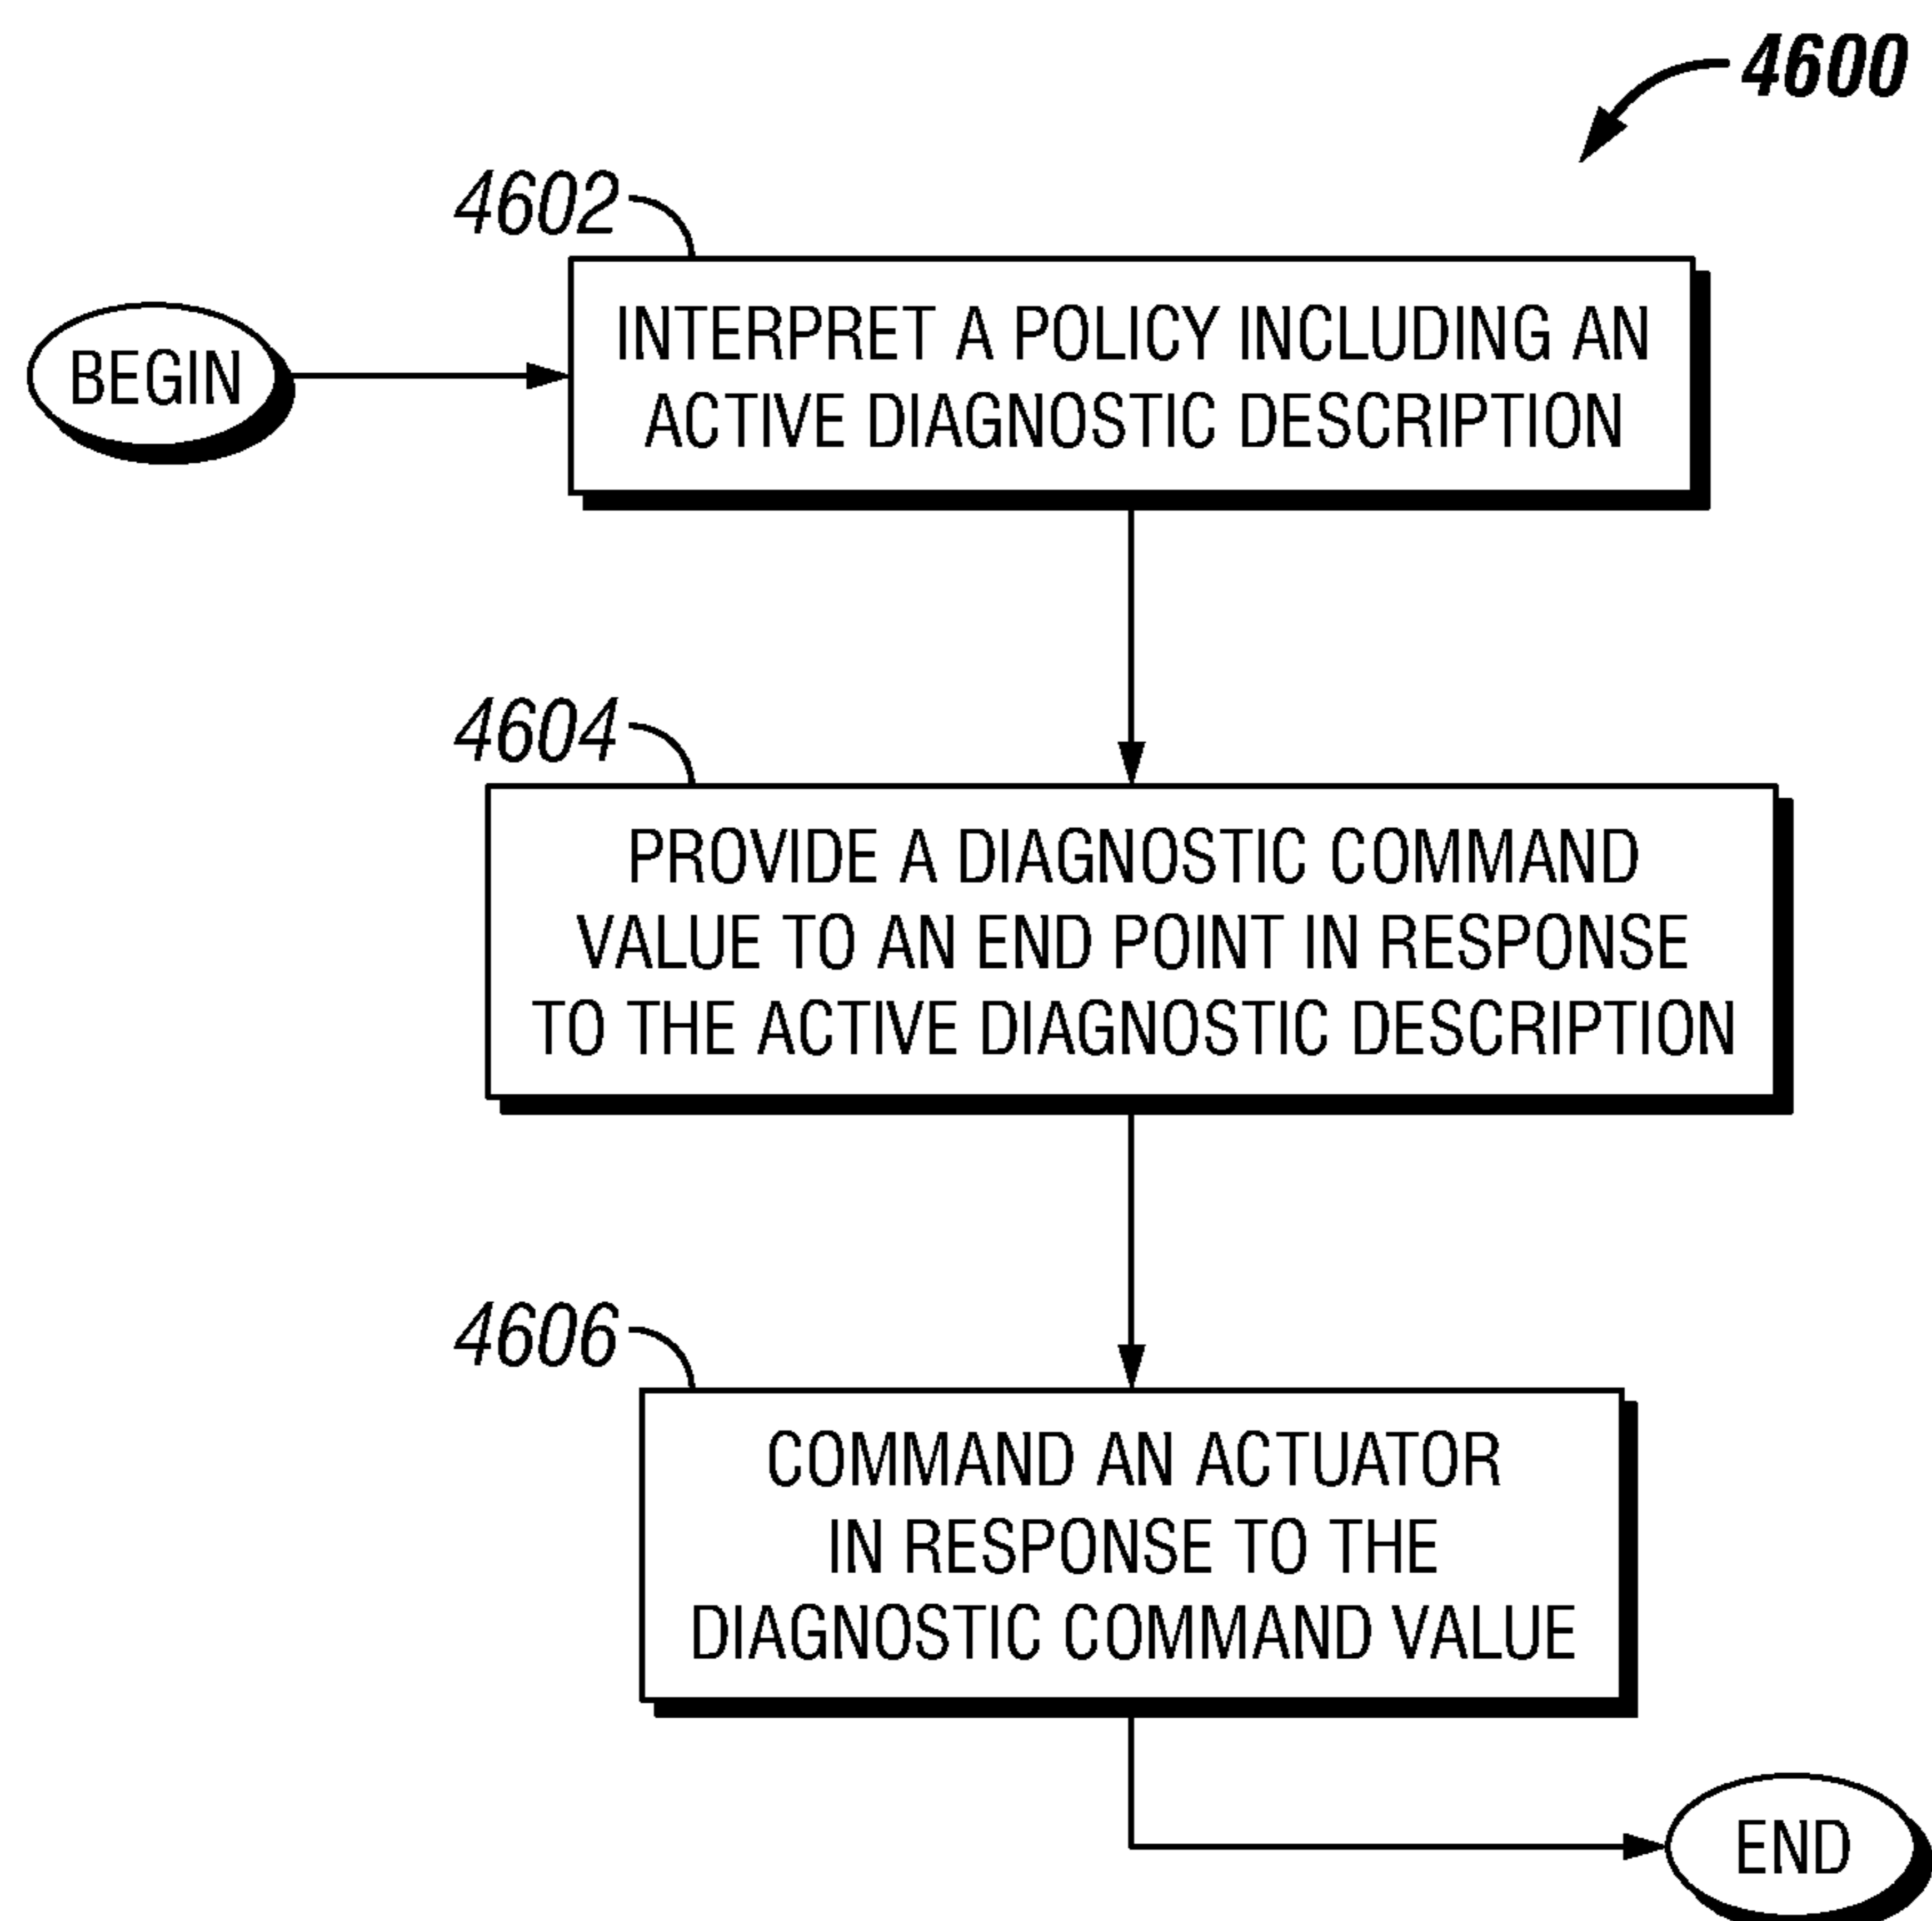 4600
4602
BEGIN
INTERPRET A POLICY INCLUDING AN
ACTIVE DIAGNOSTIC DESCRIPTION
4604
PROVIDE A DIAGNOSTIC COMMAND
VALUE TO AN END POINT IN RESPONSE
TO THE ACTIVE DIAGNOSTIC DESCRIPTION
4606
COMMAND AN ACTUATOR
IN RESPONSE TO THE
DIAGNOSTIC COMMAND VALUE
END